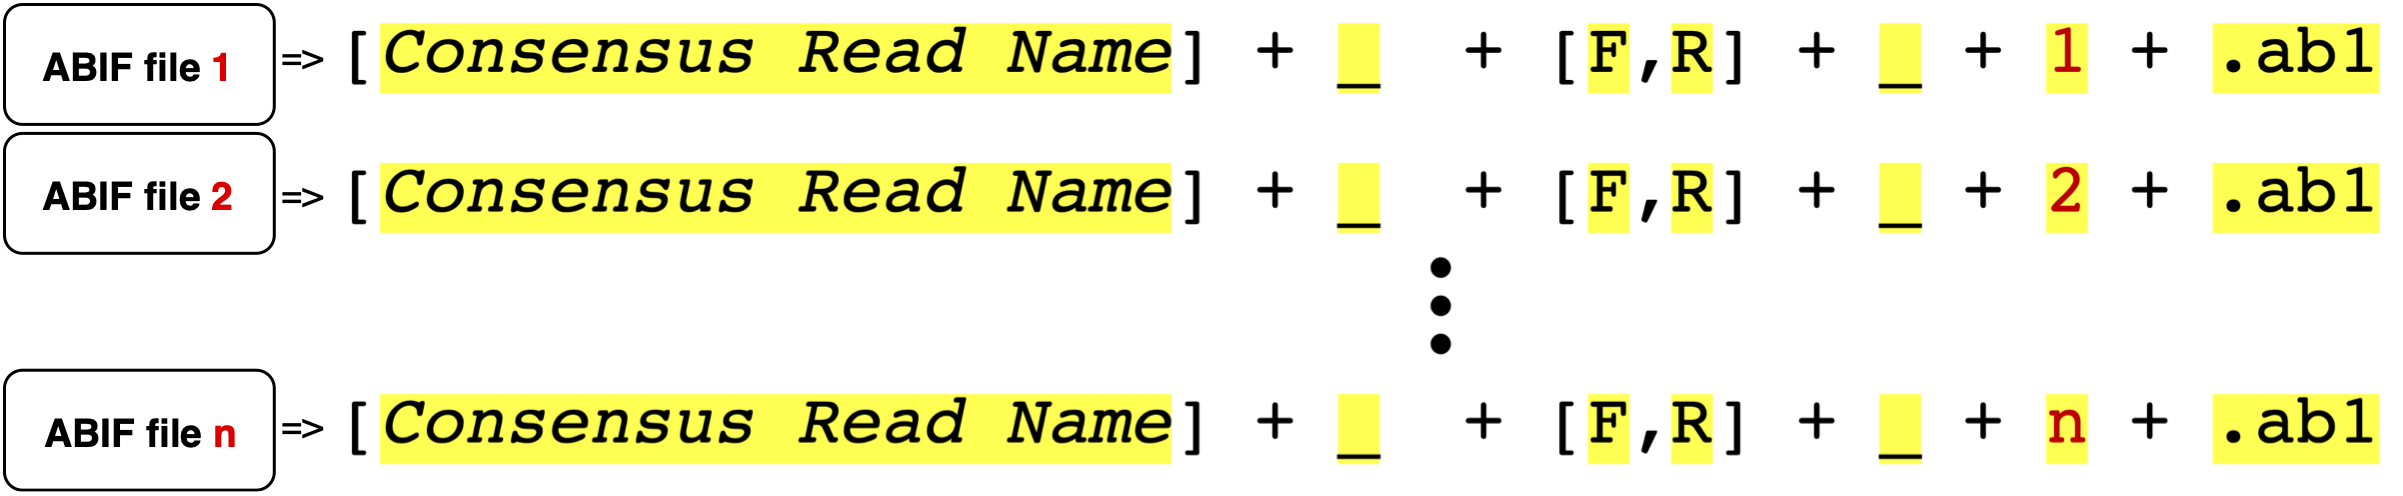 ABIF file 1 => [Consensus Read Name] + _ + [F,R] + _ + 1 + .ab1
ABIF file 2 => [Consensus Read Name] + _ + [F,R] + _ + 2 + .ab1
ABIF file n => [Consensus Read Name] + _ + [F,R] + _ + n + .ab1